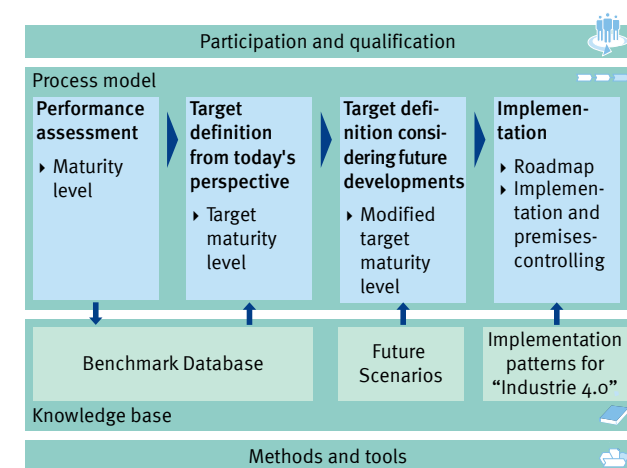 Participation and qualification
Process model
Performance
assessment
Maturity
level
Target
definition
from today's
perspective
Target
maturity
level
Target defi-
nition consi-
dering future
developments
Modified
target
maturity
level
Implemen-
tation
Roadmap
Implemen-
tation and
premises-
controlling
Benchmark Database
Future
Scenarios
Implementation
patterns for
“Industrie 4.0”
Knowledge base
Methods and tools